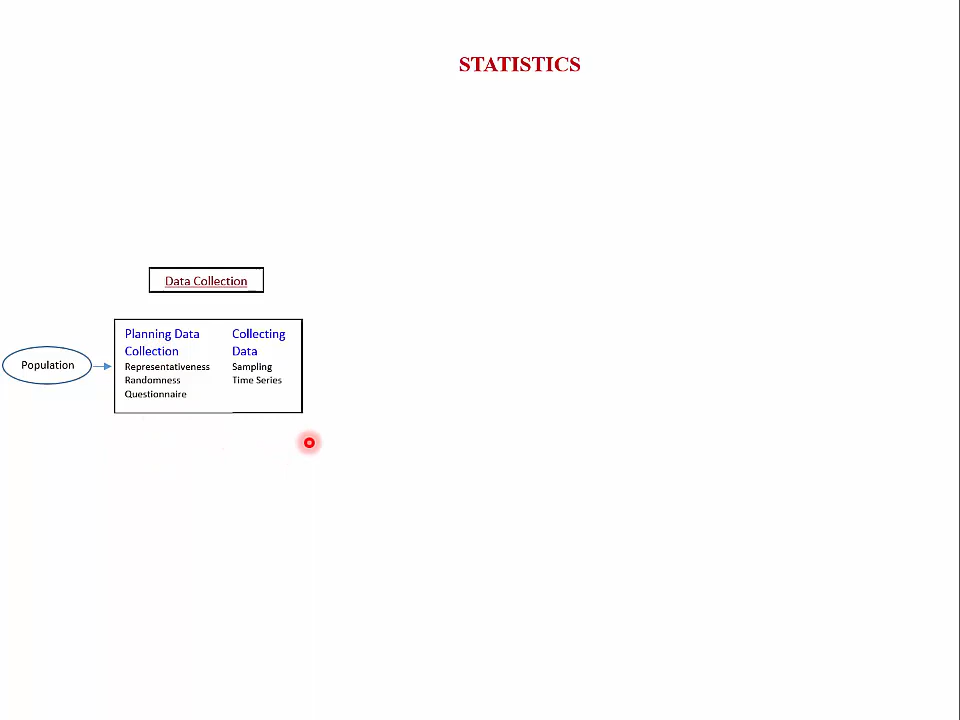 STATISTICS
Data Collection
Population
Planning Data
Collection
Representativeness
Randomness
Questionnaire
Collecting
Data
Sampling
Time Series